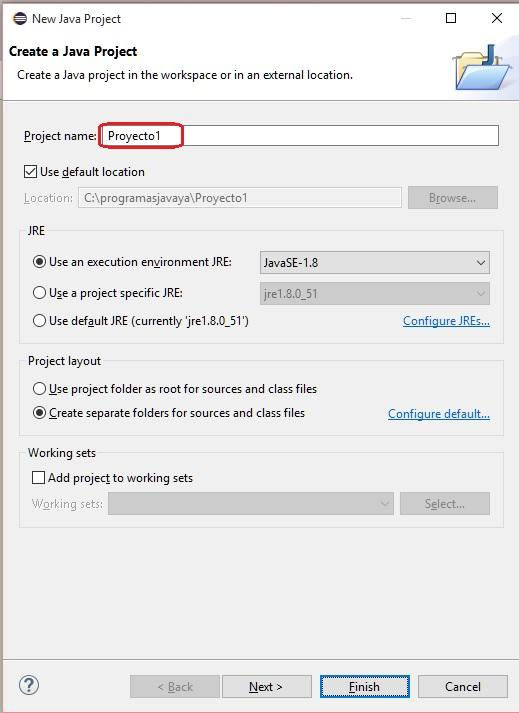 New Java Project
Create a Java Project
Create a Java project in the workspace or in an external location.
Project name: Proyecto1
Use default location
Location: C:\programasjavaya\Proyecto1 Browse...
JRE
Use an execution environment JRE: JavaSE-1.8
Use a project specific JRE: jre1.8.0_51
Use default JRE (currently 'jre1.8.0_51') Configure JREs...
Project layout
Use project folder as root for sources and class files
Create separate folders for sources and class files Configure default...
Working sets
Add project to working sets
Working sets: Select...
? < Back Next > Finish Cancel